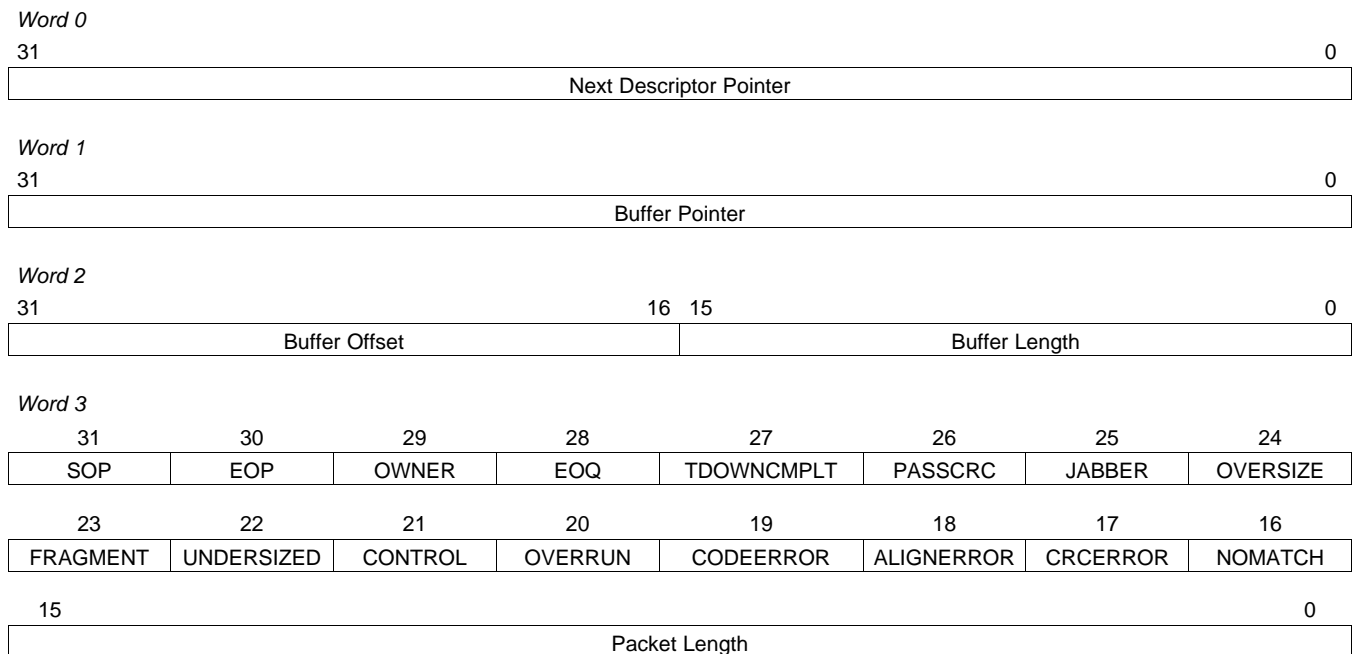 Word 0
31 0
Next Descriptor Pointer
Word 1
31 0
Buffer Pointer
Word 2
31 16 15 0
Buffer Offset Buffer Length
Word 3
31 30 29 28 27 26 25 24
SOP EOP OWNER EOQ TDOWNCMPLT PASSCRC JABBER OVERSIZE
23 22 21 20 19 18 17 16
FRAGMENT UNDERSIZED CONTROL OVERRUN CODEERROR ALIGNERROR CRCERROR NOMATCH
15 0
Packet Length